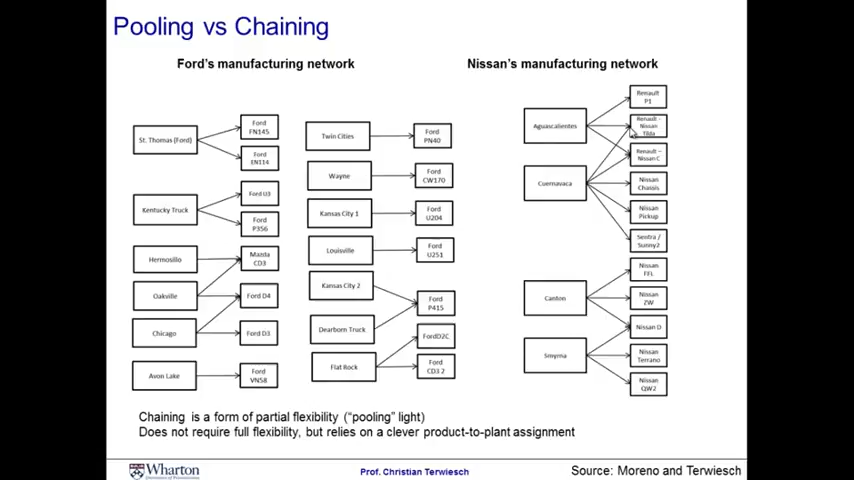 Pooling vs Chaining
Ford's manufacturing network
St. Thomas (Ford)
Ford
FN145
Ford
EN114
Kentucky Truck
Ford U3
Ford
P356
Hermosillo
Mazda
CD3
Oakville
Ford D4
Chicago
Ford D3
Avon Lake
Ford
VN58
Twin Cities
Ford
PN40
Wayne
Ford
CW170
Kansas City 1
Ford
U204
Louisville
Ford
U251
Kansas City 2
Ford
P415
Dearborn Truck
FordD2C
Flat Rock
Ford
CD3 2
Nissan's manufacturing network
Aguascalientes
Renault
P1
Renault -
Nissan
Tiida
Renault –
Nissan C
Cuernavaca
Nissan
Chassis
Nissan
Pickup
Sentra /
Sunny2
Canton
Nissan
FFL
Nissan
ZW
Nissan D
Smyrna
Nissan
Terrano
Nissan
QW2
Chaining is a form of partial flexibility ("pooling" light)
Does not require full flexibility, but relies on a clever product-to-plant assignment
Wharton
Prof. Christian Terwiesch
Source: Moreno and Terwiesch